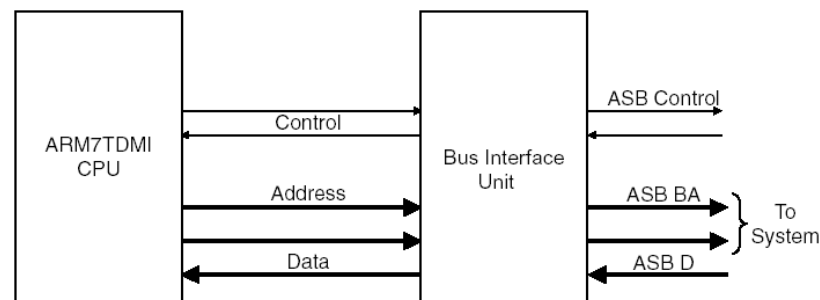 ARM7TDMI
CPU
Control
Address
Data
Bus Interface
Unit
ASB Control
ASB BA
ASB D
To
System